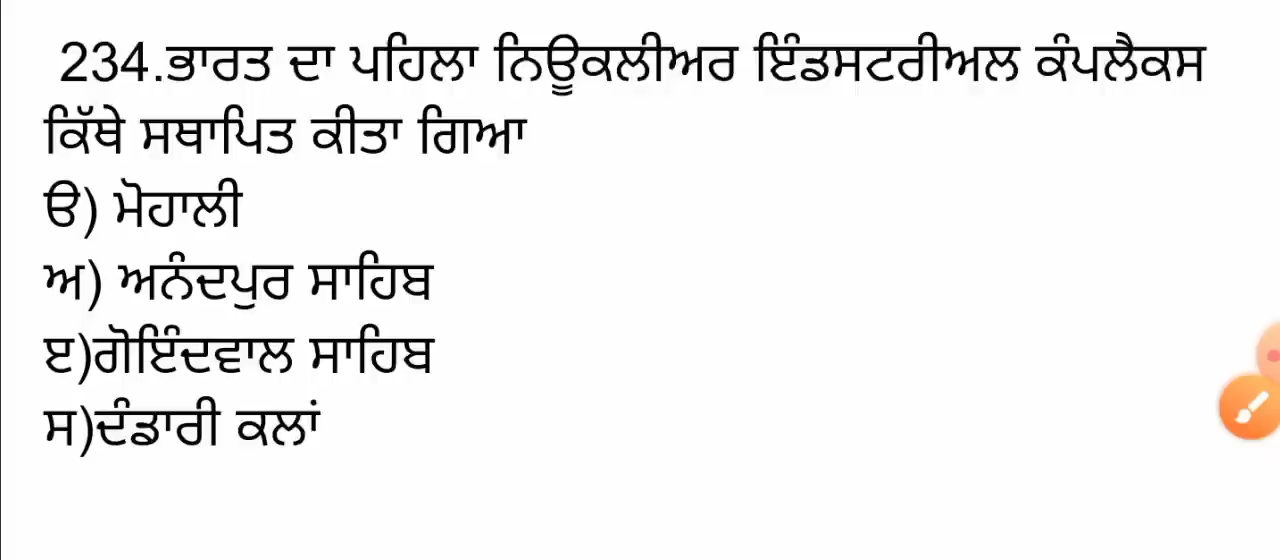 234.ਭਾਰਤ ਦਾ ਪਹਿਲਾ ਨਿਊਕਲੀਅਰ ਇੰਡਸਟਰੀਅਲ ਕੰਪਲੈਕਸ
ਕਿੱਥੇ ਸਥਾਪਿਤ ਕੀਤਾ ਗਿਆ
ੳ) ਮੋਹਾਲੀ
ਅ) ਅਨੰਦਪੁਰ ਸਾਹਿਬ
ੲ)ਗੋਇੰਦਵਾਲ ਸਾਹਿਬ
ਸ)ਦੰਡਾਰੀ ਕਲਾਂ